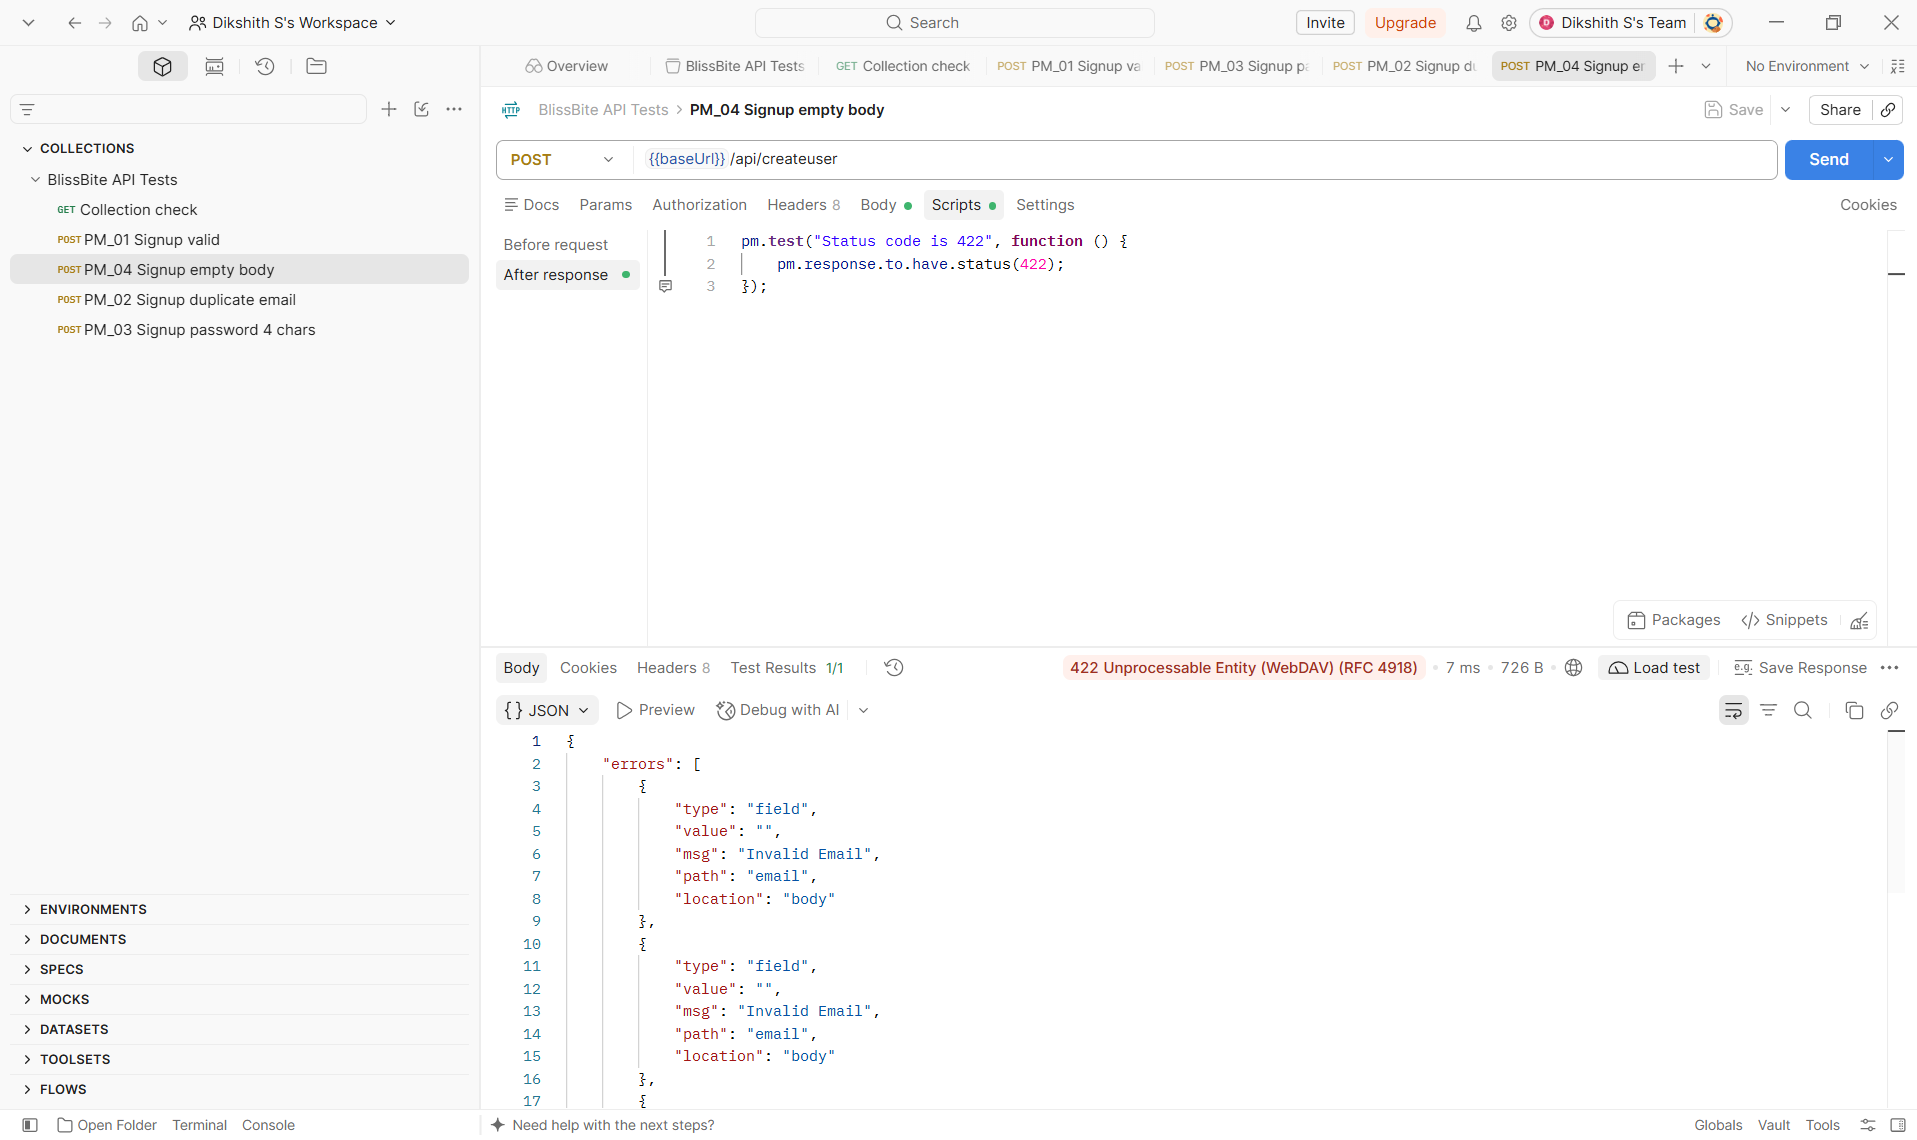 Dikshith S's Workspace
Search
Invite
Upgrade
D
Dikshith S's Team
Overview
BlissBite API Tests
GET Collection check
POST PM_01 Signup va
POST PM_03 Signup pa
POST PM_02 Signup du
POST PM_04 Signup er
No Environment
COLLECTIONS
BlissBite API Tests
GET Collection check
POST PM_01 Signup valid
POST PM_04 Signup empty body
POST PM_02 Signup duplicate email
POST PM_03 Signup password 4 chars
ENVIRONMENTS
DOCUMENTS
SPECS
MOCKS
DATASETS
TOOLSETS
FLOWS
HTTP BlissBite API Tests > PM_04 Signup empty body
Save
Share
POST
{{baseUrl}} /api/createuser
Send
Docs
Params
Authorization
Headers 8
Body
Scripts
Settings
Cookies
Before request
After response
1 pm.test("Status code is 422", function () {
2 pm.response.to.have.status(422);
3 });
Packages
</> Snippets
Body
Cookies
Headers 8
Test Results 1/1
422 Unprocessable Entity (WebDAV) (RFC 4918)
7 ms
726 B
Load test
e.g. Save Response
{} JSON
Preview
Debug with AI
1 {
2 "errors": [
3 {
4 "type": "field",
5 "value": "",
6 "msg": "Invalid Email",
7 "path": "email",
8 "location": "body"
9 },
10 {
11 "type": "field",
12 "value": "",
13 "msg": "Invalid Email",
14 "path": "email",
15 "location": "body"
16 },
17 {
Open Folder
Terminal
Console
Need help with the next steps?
Globals
Vault
Tools